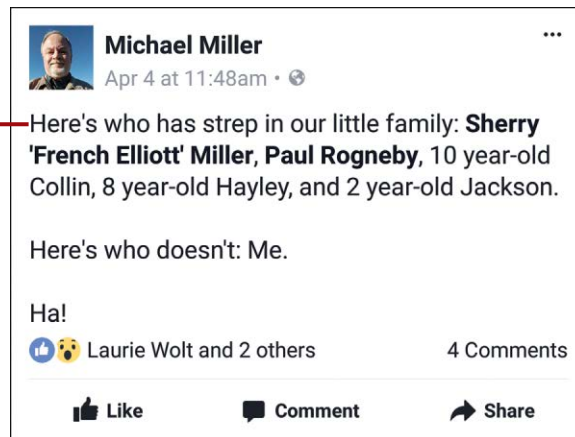 Michael Miller
...
Apr 4 at 11:48am •
Here's who has strep in our little family: Sherry
'French Elliott' Miller, Paul Rogneby, 10 year-old
Collin, 8 year-old Hayley, and 2 year-old Jackson.
Here's who doesn't: Me.
Ha!
Laurie Wolt and 2 others 4 Comments
Like Comment Share